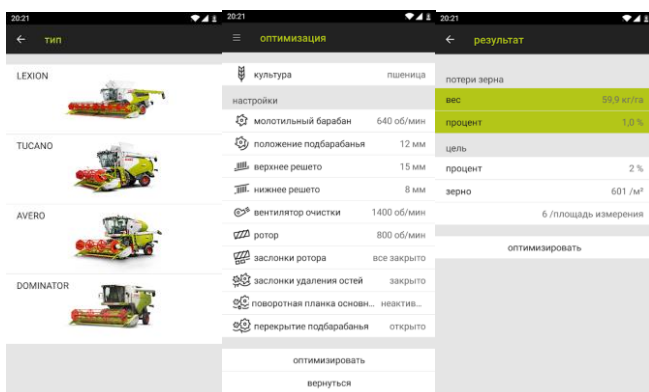 20:21
тип
LEXION
TUCANO
AVERO
DOMINATOR
20:21
оптимизация
культура пшеница
настройки
молотильный барабан 640 об/мин
положение подбарабанья 12 мм
верхнее решето 15 мм
нижнее решето 8 мм
вентилятор очистки 1400 об/мин
ротор 800 об/мин
заслонки ротора все закрыто
заслонки удаления остей закрыто
поворотная планка основн... неактив...
перекрытие подбарабанья открыто
оптимизировать
вернуться
20:21
результат
потери зерна
вес 59,9 кг/га
процент 1,0 %
цель
процент 2 %
зерно 601 /м²
6 /площадь измерения
оптимизировать